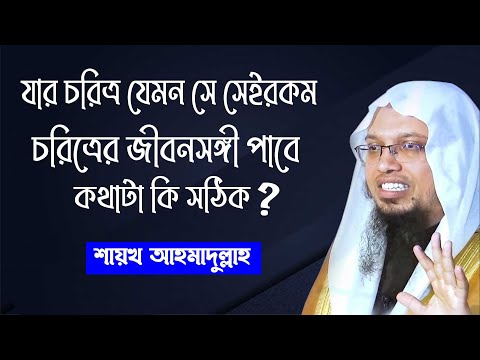 যার চরিত্র যেমন সে সেইরকম
চরিত্রের জীবনসঙ্গী পাবে
কথাটা কি সঠিক ?
শায়খ আহমাদুল্লাহ